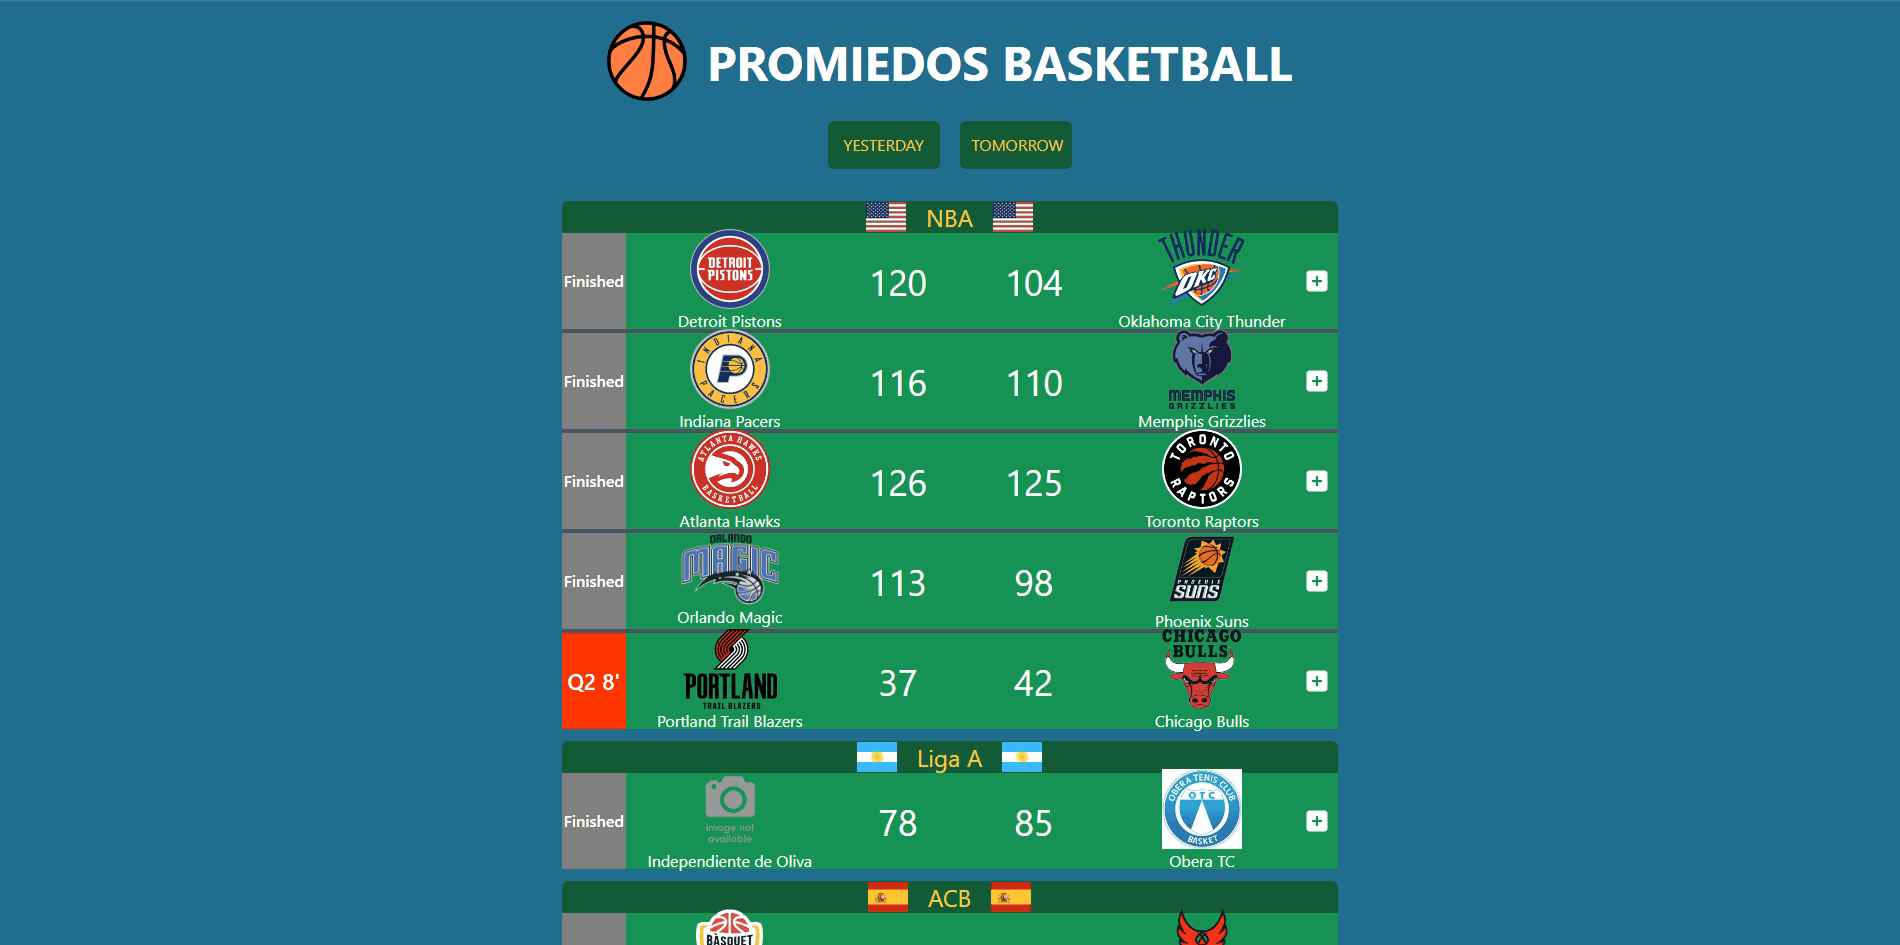 PROMIEDOS BASKETBALL
YESTERDAY TOMORROW
NBA
Finished DETROIT PISTONS Detroit Pistons 120 104 THUNDER OKC Oklahoma City Thunder
Finished INDIANA PACERS Indiana Pacers 116 110 MEMPHIS GRIZZLIES Memphis Grizzlies
Finished ATLANTA HAWKS BASKETBALL Atlanta Hawks 126 125 TORONTO RAPTORS Toronto Raptors
Finished ORLANDO MAGIC Orlando Magic 113 98 PHOENIX SUNS Phoenix Suns
Q2 8' PORTLAND TRAIL BLAZERS Portland Trail Blazers 37 42 CHICAGO BULLS Chicago Bulls
Liga A
Finished image not available Independiente de Oliva 78 85 OBERA TENIS CLUB OTC BASKET Obera TC
ACB
BÀSQUET